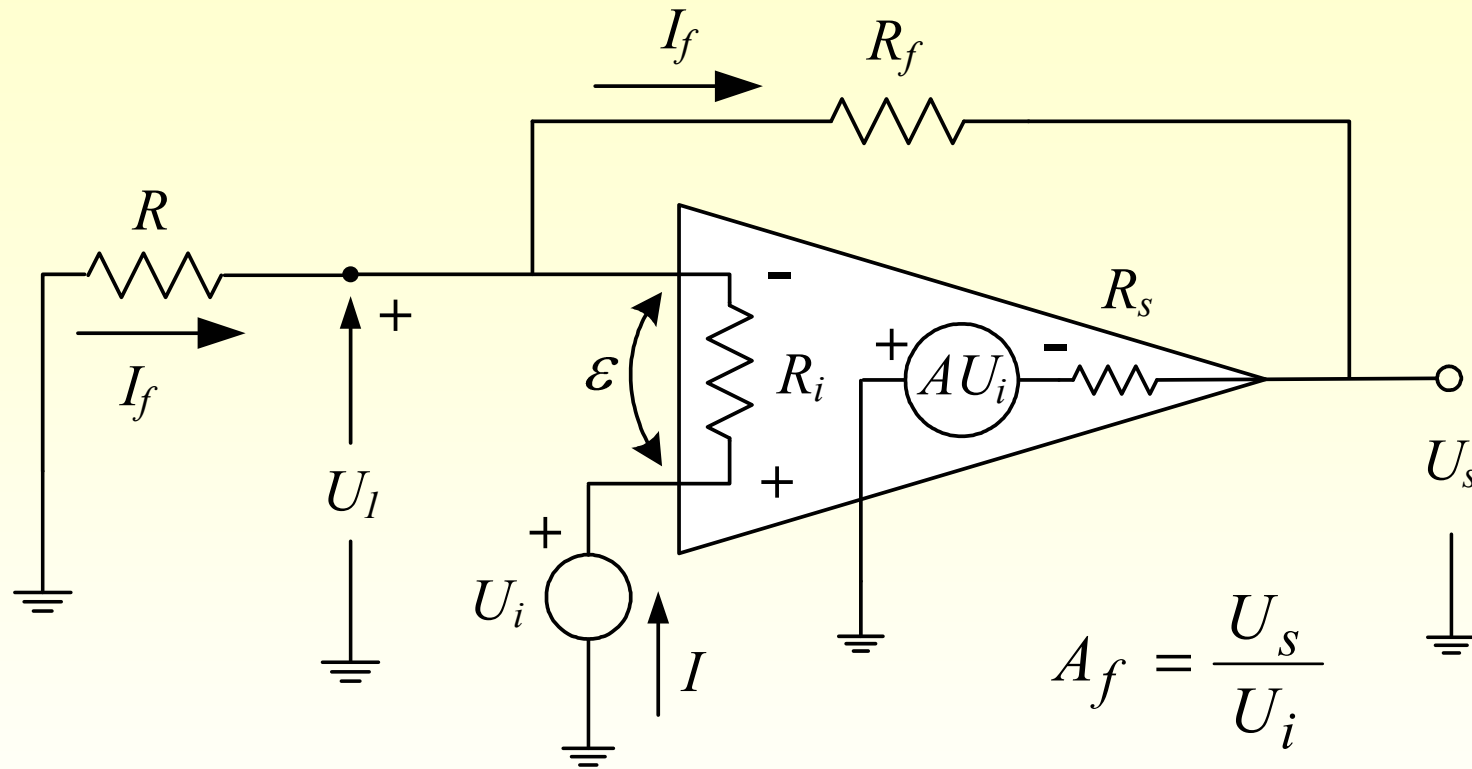 I_f
R_f
R
I_f
U_1
+
ε
-
R_i
+
+
AU_i
-
R_s
+
U_i
I
U_s
A_f = U_s / U_i